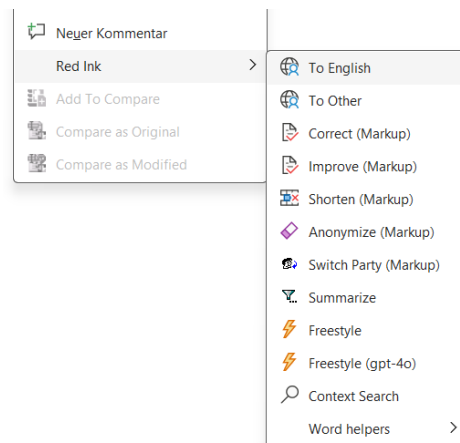 Neuer Kommentar
Red Ink
Add To Compare
Compare as Original
Compare as Modified
To English
To Other
Correct (Markup)
Improve (Markup)
Shorten (Markup)
Anonymize (Markup)
Switch Party (Markup)
Summarize
Freestyle
Freestyle (gpt-4o)
Context Search
Word helpers